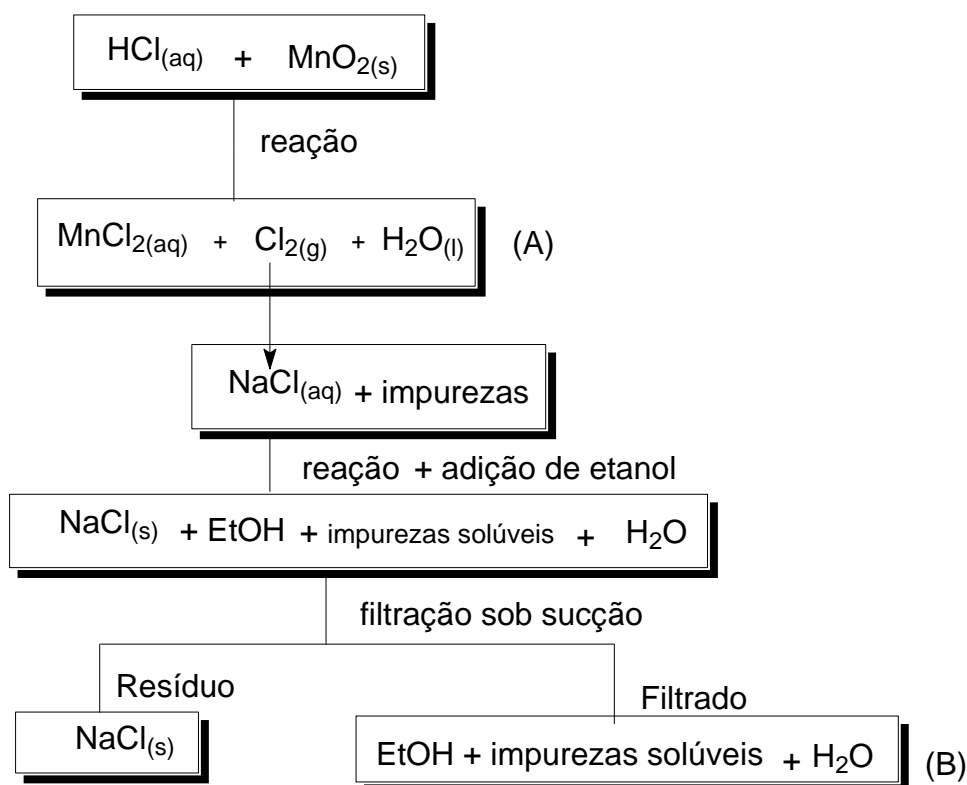 HCl(aq) + MnO2(s)
reação
MnCl2(aq) + Cl2(g) + H2O(l) (A)
NaCl(aq) + impurezas
reação + adição de etanol
NaCl(s) + EtOH + impurezas solúveis + H2O
filtração sob sucção
Resíduo
Filtrado
NaCl(s)
EtOH + impurezas solúveis + H2O (B)